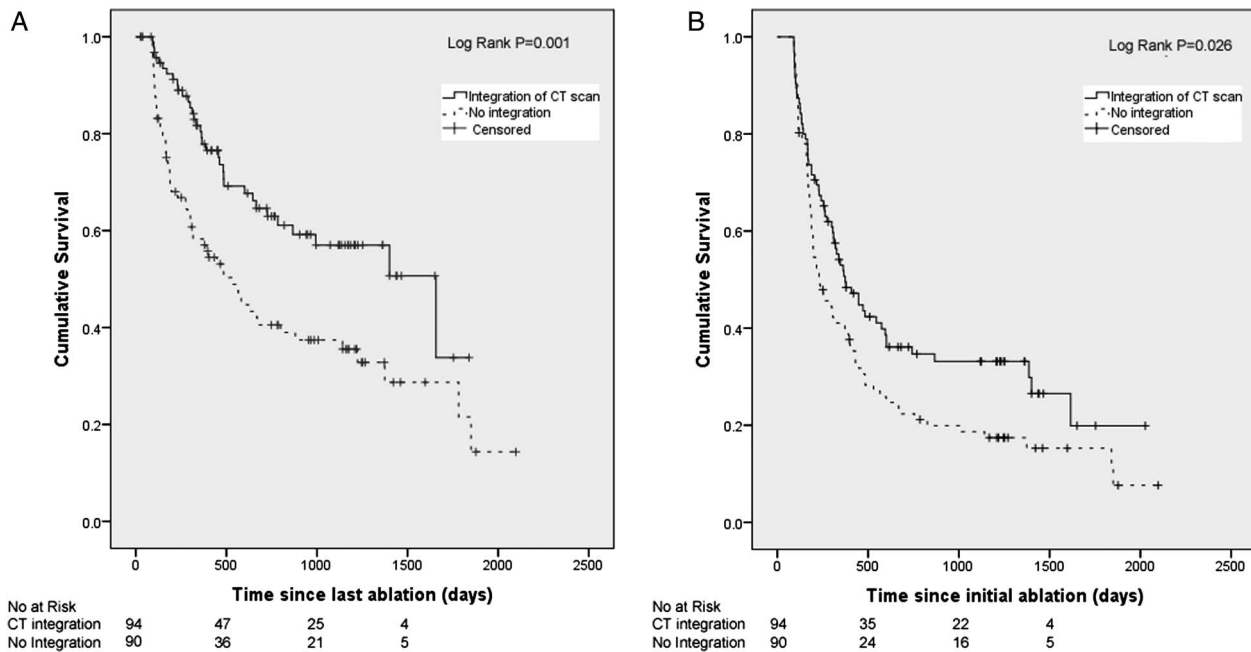 A
Log Rank P=0.001
Integration of CT scan
No integration
Censored
Cumulative Survival
1.0
0.8
0.6
0.4
0.2
0.0
0 500 1000 1500 2000 2500
Time since last ablation (days)
No at Risk
CT integration 94 47 25 4
No Integration 90 36 21 5
B
Log Rank P=0.026
Integration of CT scan
No integration
Censored
Cumulative Survival
1.0
0.8
0.6
0.4
0.2
0.0
0 500 1000 1500 2000 2500
Time since initial ablation (days)
No at Risk
CT integration 94 35 22 4
No Integration 90 24 16 5